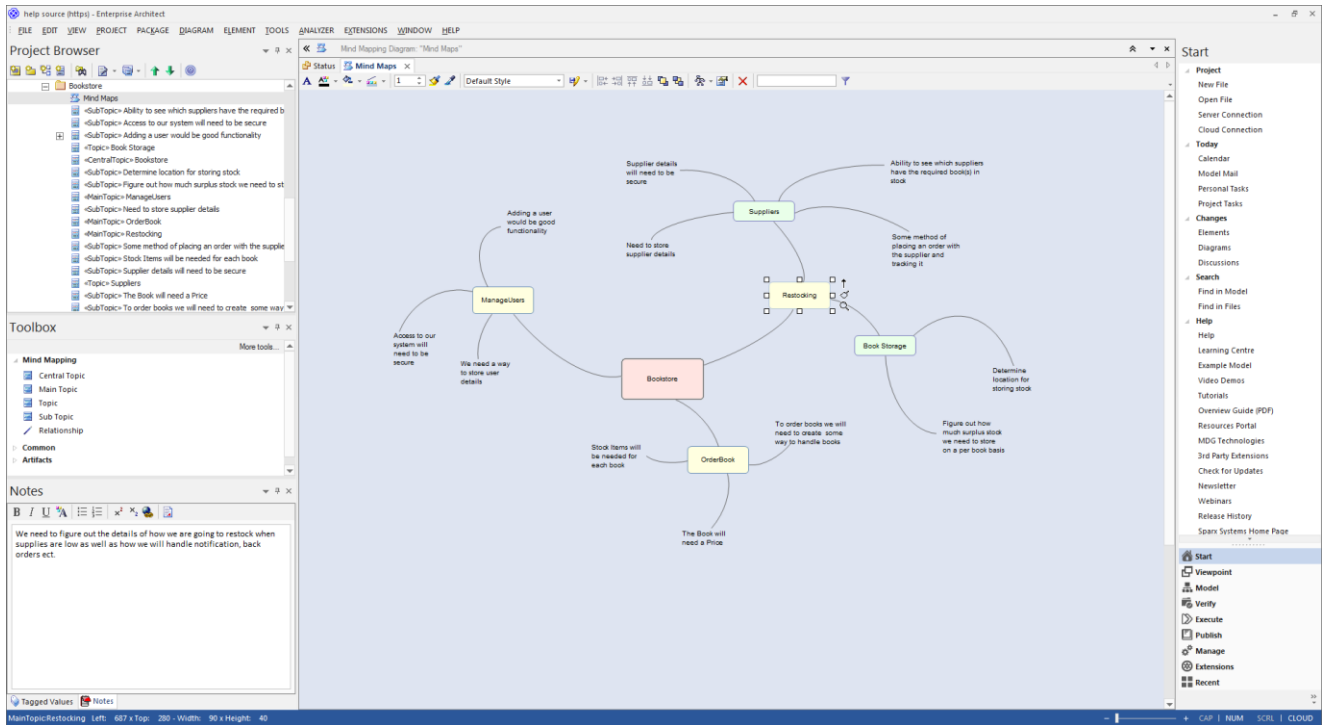 help source (https) - Enterprise Architect
FILE EDIT VIEW PROJECT PACKAGE DIAGRAM ELEMENT TOOLS ANALYZER EXTENSIONS WINDOW HELP
Project Browser
Bookstore
Mind Maps
«SubTopic» Ability to see which suppliers have the required b
«SubTopic» Access to our system will need to be secure
«SubTopic» Adding a user would be good functionality
«Topic» Book Storage
«CentralTopic» Bookstore
«SubTopic» Determine location for storing stock
«SubTopic» Figure out how much surplus stock we need to st
«MainTopic» ManageUsers
«SubTopic» Need to store supplier details
«MainTopic» OrderBook
«MainTopic» Restocking
«SubTopic» Some method of placing an order with the supplie
«SubTopic» Stock Items will be needed for each book
«SubTopic» Supplier details will need to be secure
«Topic» Suppliers
«SubTopic» The Book will need a Price
«SubTopic» To order books we will need to create some way
Toolbox
More tools...
Mind Mapping
Central Topic
Main Topic
Topic
Sub Topic
Relationship
Common
Artifacts
Notes
B I U A x² x₂
We need to figure out the details of how we are going to restock when
supplies are low as well as how we will handle notification, back
orders ect.
Tagged Values Notes
Mind Mapping Diagram: "Mind Maps"
Status Mind Maps
A 1 Default Style
Supplier details
will need to be
secure
Ability to see which suppliers
have the required book(s) in
stock
Suppliers
Adding a user
would be good
functionality
Need to store
supplier details
Some method of
placing an order with
the supplier and
tracking it
ManageUsers
Restocking
Access to our
system will
need to be
secure
We need a way
to store user
details
Book Storage
Bookstore
Determine
location for
storing stock
To order books we will
need to create some
way to handle books
Figure out how
much surplus stock
we need to store
on a per book basis
Stock Items will
be needed for
each book
OrderBook
The Book will
need a Price
Start
Project
New File
Open File
Server Connection
Cloud Connection
Today
Calendar
Model Mail
Personal Tasks
Project Tasks
Changes
Elements
Diagrams
Discussions
Search
Find in Model
Find in Files
Help
Help
Learning Centre
Example Model
Video Demos
Tutorials
Overview Guide (PDF)
Resources Portal
MDG Technologies
3rd Party Extensions
Check for Updates
Newsletter
Webinars
Release History
Sparx Systems Home Page
Start
Viewpoint
Model
Verify
Execute
Publish
Manage
Extensions
Recent
MainTopic:Restocking Left: 687 x Top: 280 - Width: 90 x Height: 40
CAP NUM SCRL CLOUD